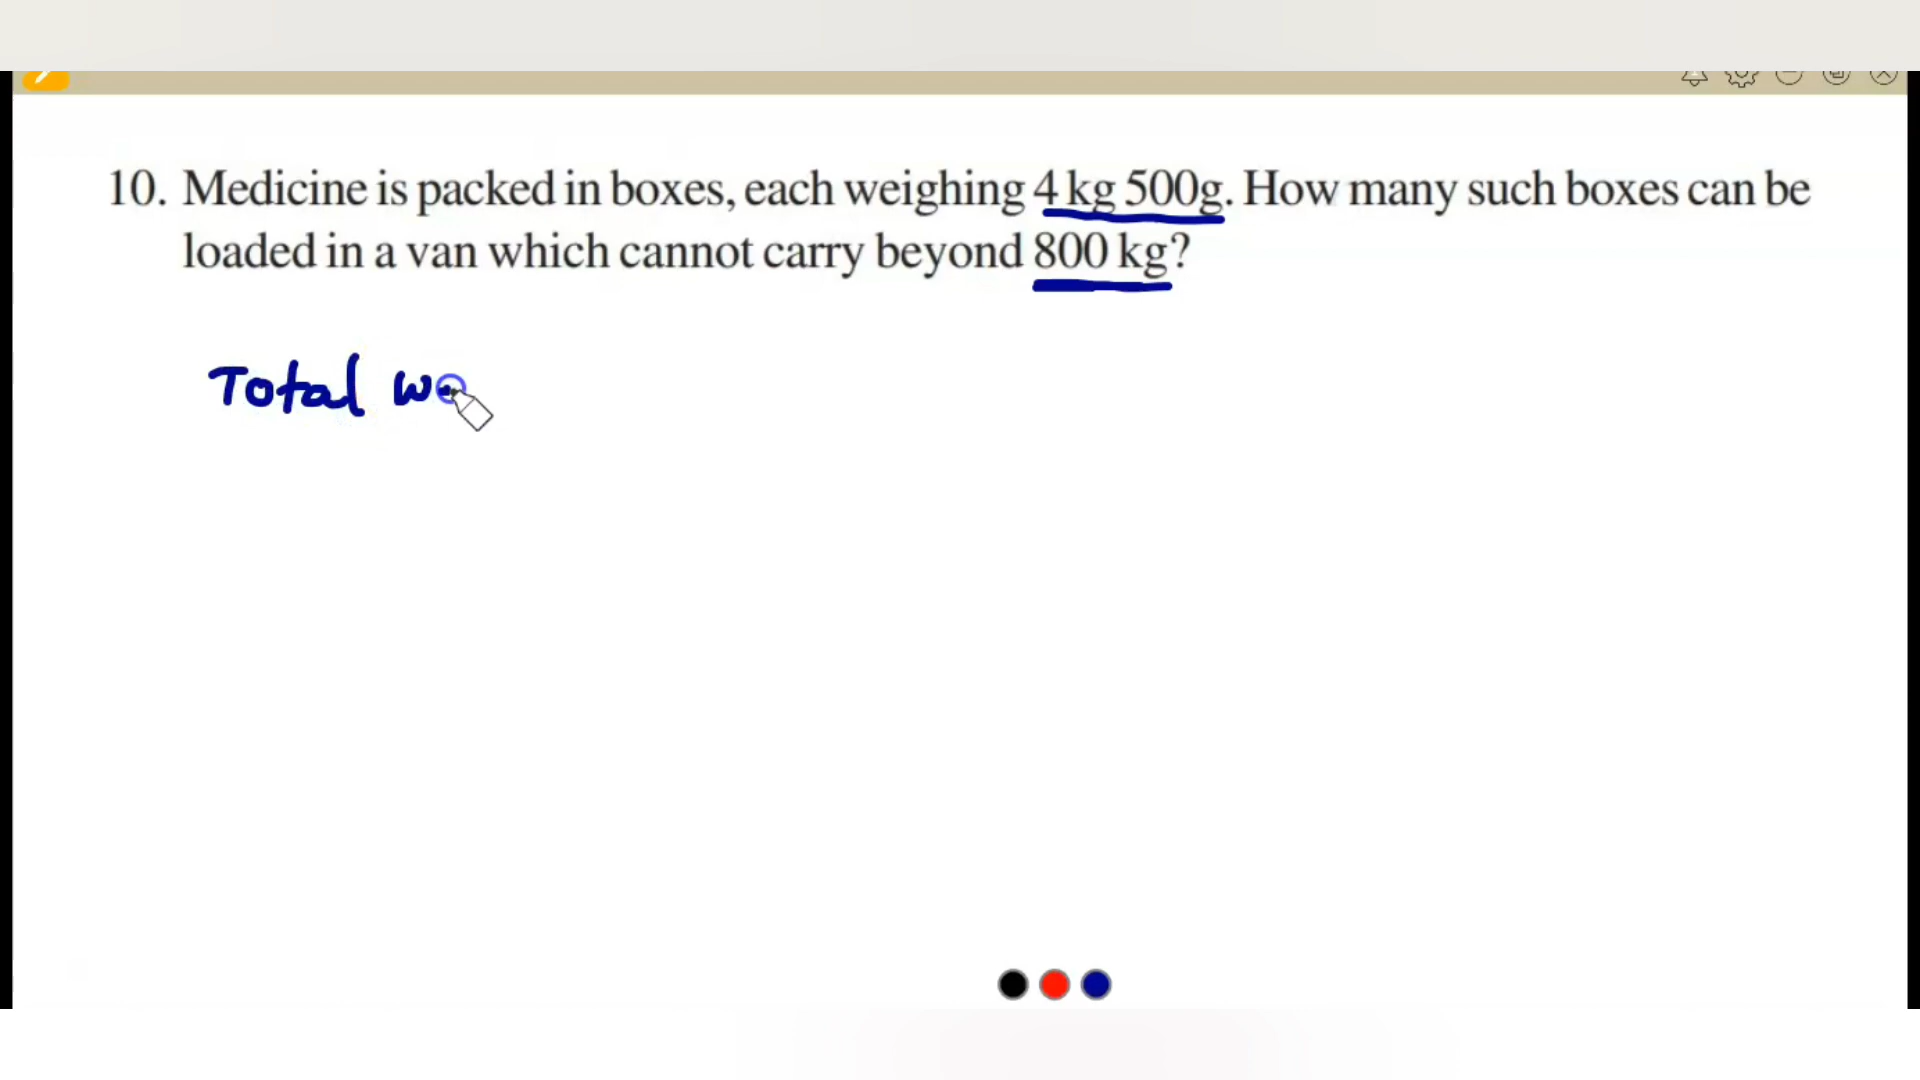 10. Medicine is packed in boxes, each weighing 4 kg 500g. How many such boxes can be
loaded in a van which cannot carry beyond 800 kg?
Total